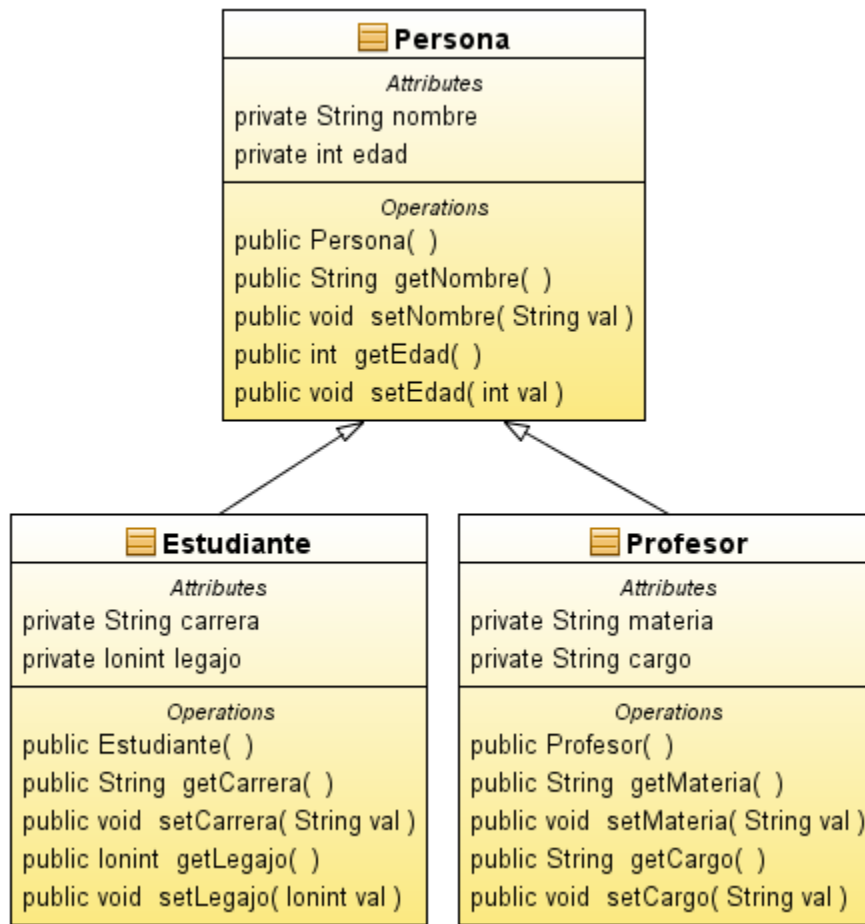 Persona
Attributes
private String nombre
private int edad
Operations
public Persona( )
public String getNombre( )
public void setNombre( String val )
public int getEdad( )
public void setEdad( int val )
Estudiante
Attributes
private String carrera
private lonint legajo
Operations
public Estudiante( )
public String getCarrera( )
public void setCarrera( String val )
public lonint getLegajo( )
public void setLegajo( lonint val )
Profesor
Attributes
private String materia
private String cargo
Operations
public Profesor( )
public String getMateria( )
public void setMateria( String val )
public String getCargo( )
public void setCargo( String val )